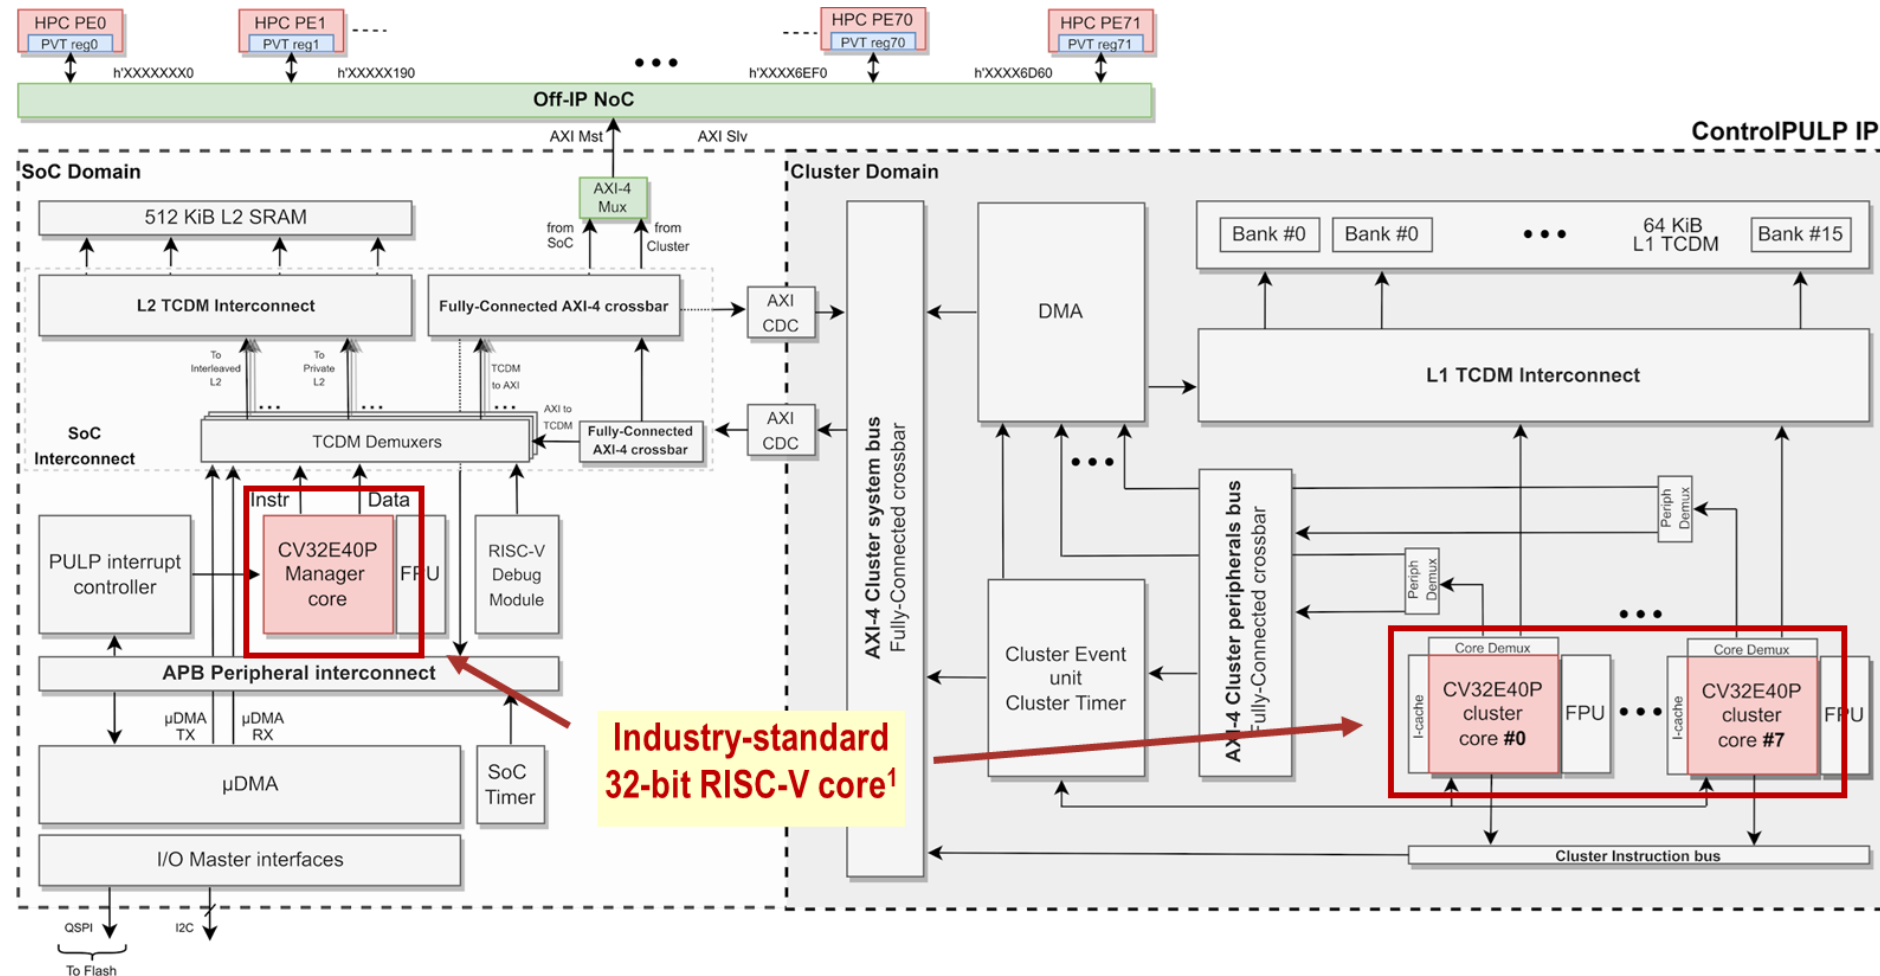 HPC PE0
PVT reg0
HPC PE1
PVT reg1
HPC PE70
PVT reg70
HPC PE71
PVT reg71
h'XXXXXXX0
h'XXXXX190
h'XXXX6EF0
h'XXXX6D60
Off-IP NoC
AXI Mst
AXI Slv
ControlPULP IP
SoC Domain
Cluster Domain
AXI-4
Mux
from
SoC
from
Cluster
512 KiB L2 SRAM
L2 TCDM Interconnect
Fully-Connected AXI-4 crossbar
AXI
CDC
To
Interleaved
L2
To
Private
L2
TCDM
to AXI
AXI to
TCDM
TCDM Demuxers
Fully-Connected
AXI-4 crossbar
AXI
CDC
SoC
Interconnect
Instr
Data
PULP interrupt
controller
CV32E40P
Manager
core
FPU
RISC-V
Debug
Module
APB Peripheral interconnect
µDMA
TX
µDMA
RX
µDMA
SoC
Timer
I/O Master interfaces
QSPI
I2C
To Flash
AXI-4 Cluster system bus
Fully-Connected crossbar
DMA
Bank #0
Bank #0
64 KiB
L1 TCDM
Bank #15
L1 TCDM Interconnect
AXI-4 Cluster peripherals bus
Fully-Connected crossbar
Periph
Demux
Periph
Demux
Cluster Event
unit
Cluster Timer
Core Demux
I-cache
CV32E40P
cluster
core #0
FPU
Core Demux
I-cache
CV32E40P
cluster
core #7
FPU
Cluster Instruction bus
Industry-standard
32-bit RISC-V core¹